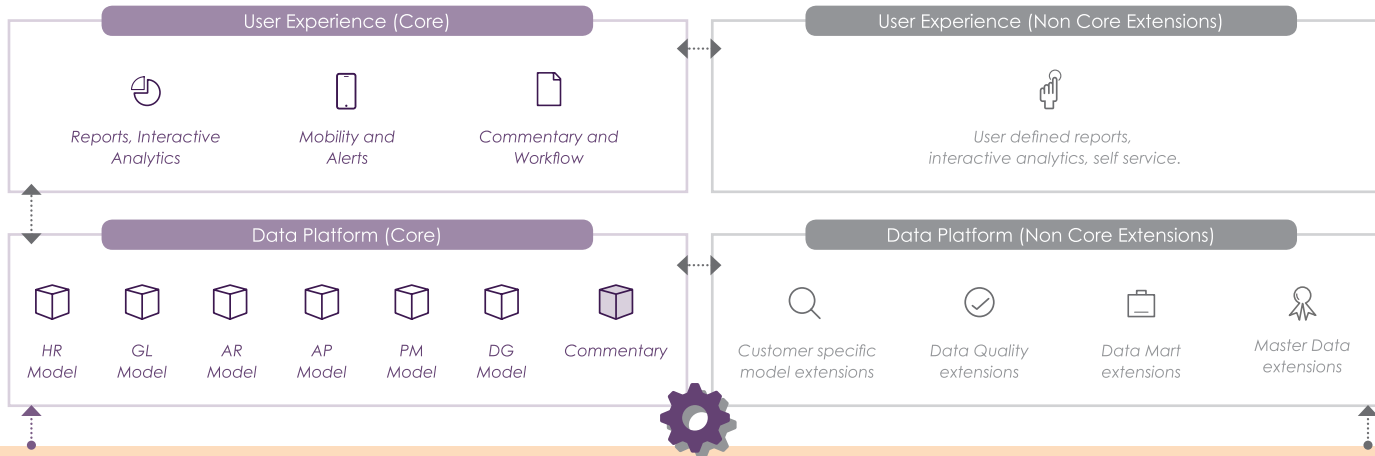 User Experience (Core)
User Experience (Non Core Extensions)
Reports, Interactive
Analytics
Mobility and
Alerts
Commentary and
Workflow
User defined reports,
interactive analytics, self service.
Data Platform (Core)
Data Platform (Non Core Extensions)
HR
Model
GL
Model
AR
Model
AP
Model
PM
Model
DG
Model
Commentary
Customer specific
model extensions
Data Quality
extensions
Data Mart
extensions
Master Data
extensions